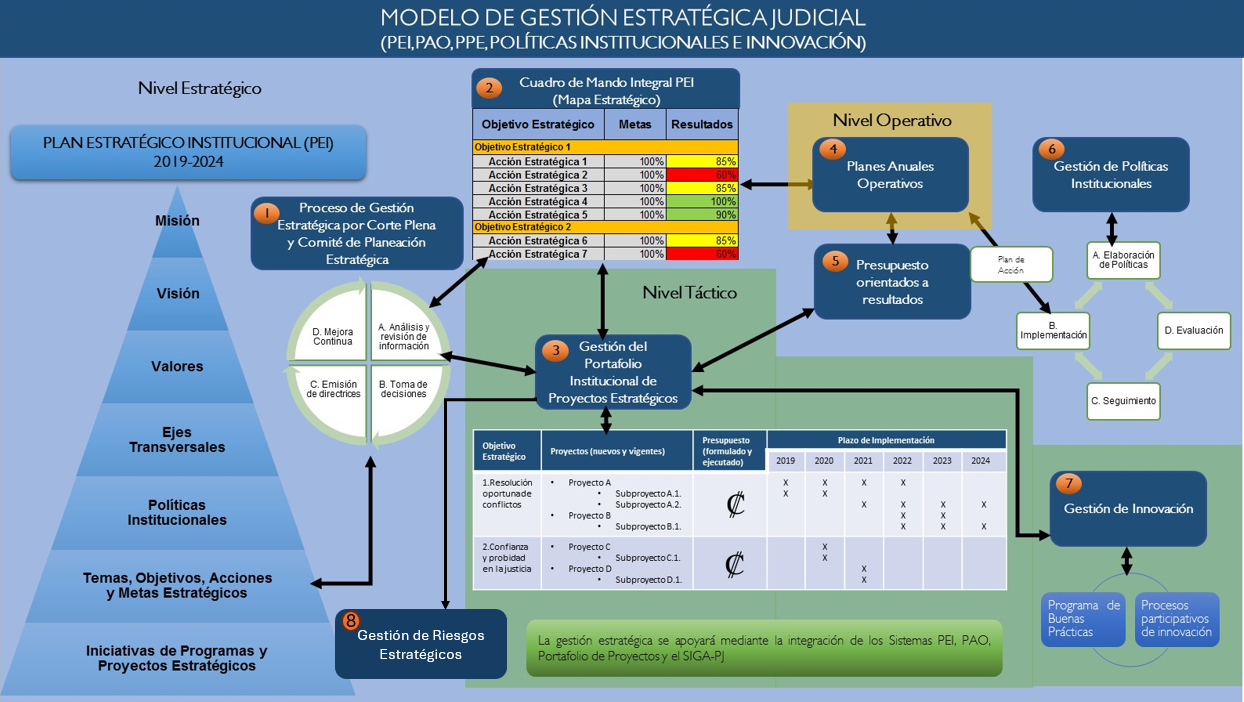 MODELO DE GESTIÓN ESTRATÉGICA JUDICIAL
(PEI,PAO, PPE, POLÍTICAS INSTITUCIONALES E INNOVACIÓN)
Nivel Estratégico
PLAN ESTRATÉGICO INSTITUCIONAL (PEI)
2019-2024
Misión
Visión
Valores
Ejes
Transversales
Políticas
Institucionales
Temas, Objetivos, Acciones
y Metas Estratégicos
Iniciativas de Programas y
Proyectos Estratégicos
1
Proceso de Gestión
Estratégica por Corte Plena
y Comité de Planeación
Estratégica
D. Mejora
Continua
A. Análisis y
revisión de
información
C. Emisión
de directrices
B. Toma de
decisiones
2
Cuadro de Mando Integral PEI
(Mapa Estratégico)
Objetivo Estratégico Metas Resultados
Objetivo Estratégico 1
Acción Estratégica 1 100% 85%
Acción Estratégica 2 100% 60%
Acción Estratégica 3 100% 85%
Acción Estratégica 4 100% 100%
Acción Estratégica 5 100% 90%
Objetivo Estratégico 2
Acción Estratégica 6 100% 85%
Acción Estratégica 7 100% 60%
Nivel Táctico
3
Gestión del
Portafolio
Institucional de
Proyectos Estratégicos
Objetivo
Estratégico
Proyectos (nuevos y vigentes)
Presupuesto
(formulado y
ejecutado)
Plazo de Implementación
2019 2020 2021 2022 2023 2024
1.Resolución
oportuna de
conflictos
• Proyecto A
• Subproyecto A.1.
• Subproyecto A.2.
• Proyecto B
• Subproyecto B.1.
₡
X X X X
X X
X X X X
X X
X X X
2.Confianza
y probidad
en la justicia
• Proyecto C
Subproyecto C.1.
• Proyecto D
• Subproyecto D.1.
₡
X
X
X
X
Nivel Operativo
4
Planes Anuales
Operativos
5
Presupuesto
orientados a
resultados
Plan de
Acción
6
Gestión de Políticas
Institucionales
A. Elaboración
de Políticas
B.
Implementación
D. Evaluación
C. Seguimiento
7
Gestión de Innovación
Programa de
Buenas
Prácticas
Procesos
participativos
de innovación
8
Gestión de Riesgos
Estratégicos
La gestión estratégica se apoyará mediante la integración de los Sistemas PEI, PAO,
Portafolio de Proyectos y el SIGA-PJ